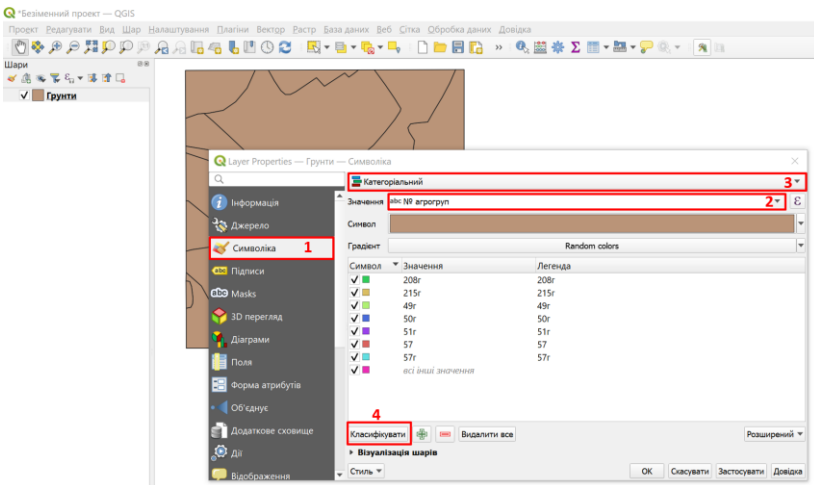 *Безіменний проект — QGIS
Проект Редагувати Вид Шар Налаштування Плагіни Вектор Растр База даних Веб Сітка Обробка даних Довідка
Шари
Грунти
Layer Properties — Грунти — Символіка
Категоріальний 3
Інформація
Значення abc № агрогруп 2 ε
Джерело
Символ
Символіка 1
Градієнт Random colors
Підписи
Символ Значення Легенда
208г 208г
Masks
215г 215г
49г 49г
3D перегляд
50г 50г
51г 51г
Діаграми
57 57
57г 57г
Поля
всі інші значення
Форма атрибутів
Об'єднує
4
Додаткове сховище
Класифікувати Видалити все Розширений
Дії
Візуалізація шарів
Відображення
Стиль OK Скасувати Застосувати Довідка